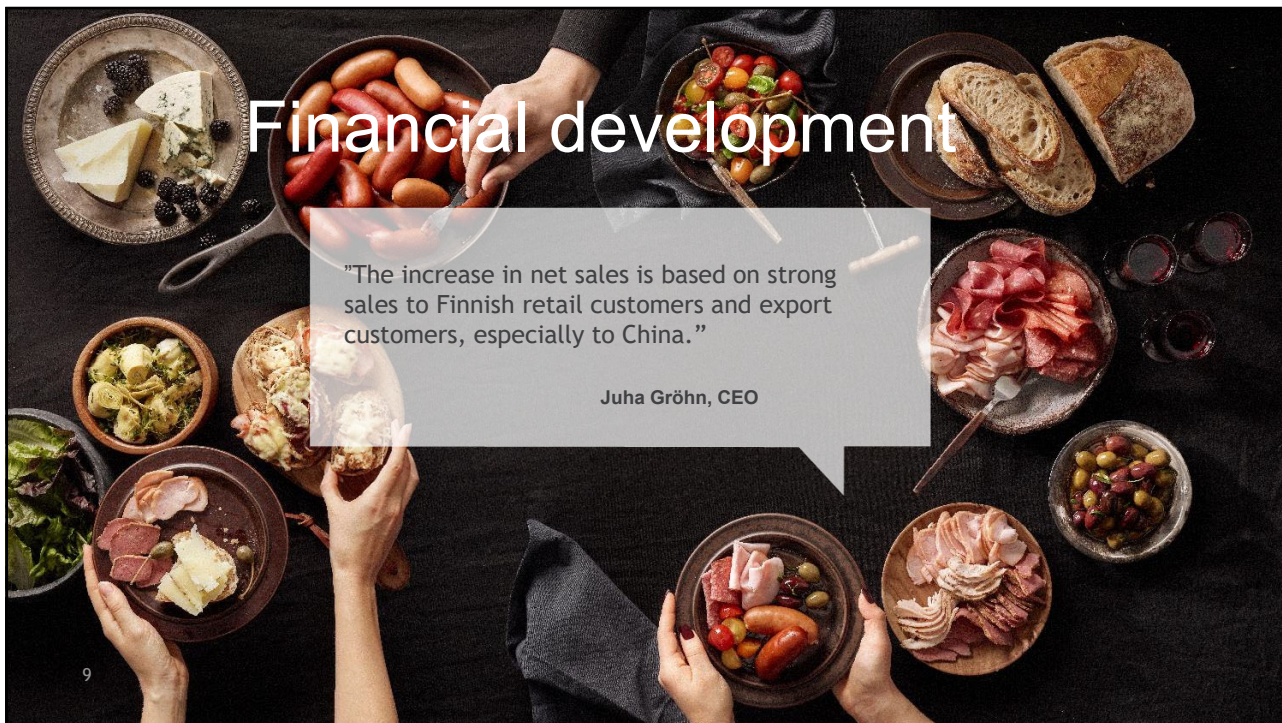 Financial development
”The increase in net sales is based on strong
sales to Finnish retail customers and export
customers, especially to China.”
Juha Gröhn, CEO
9